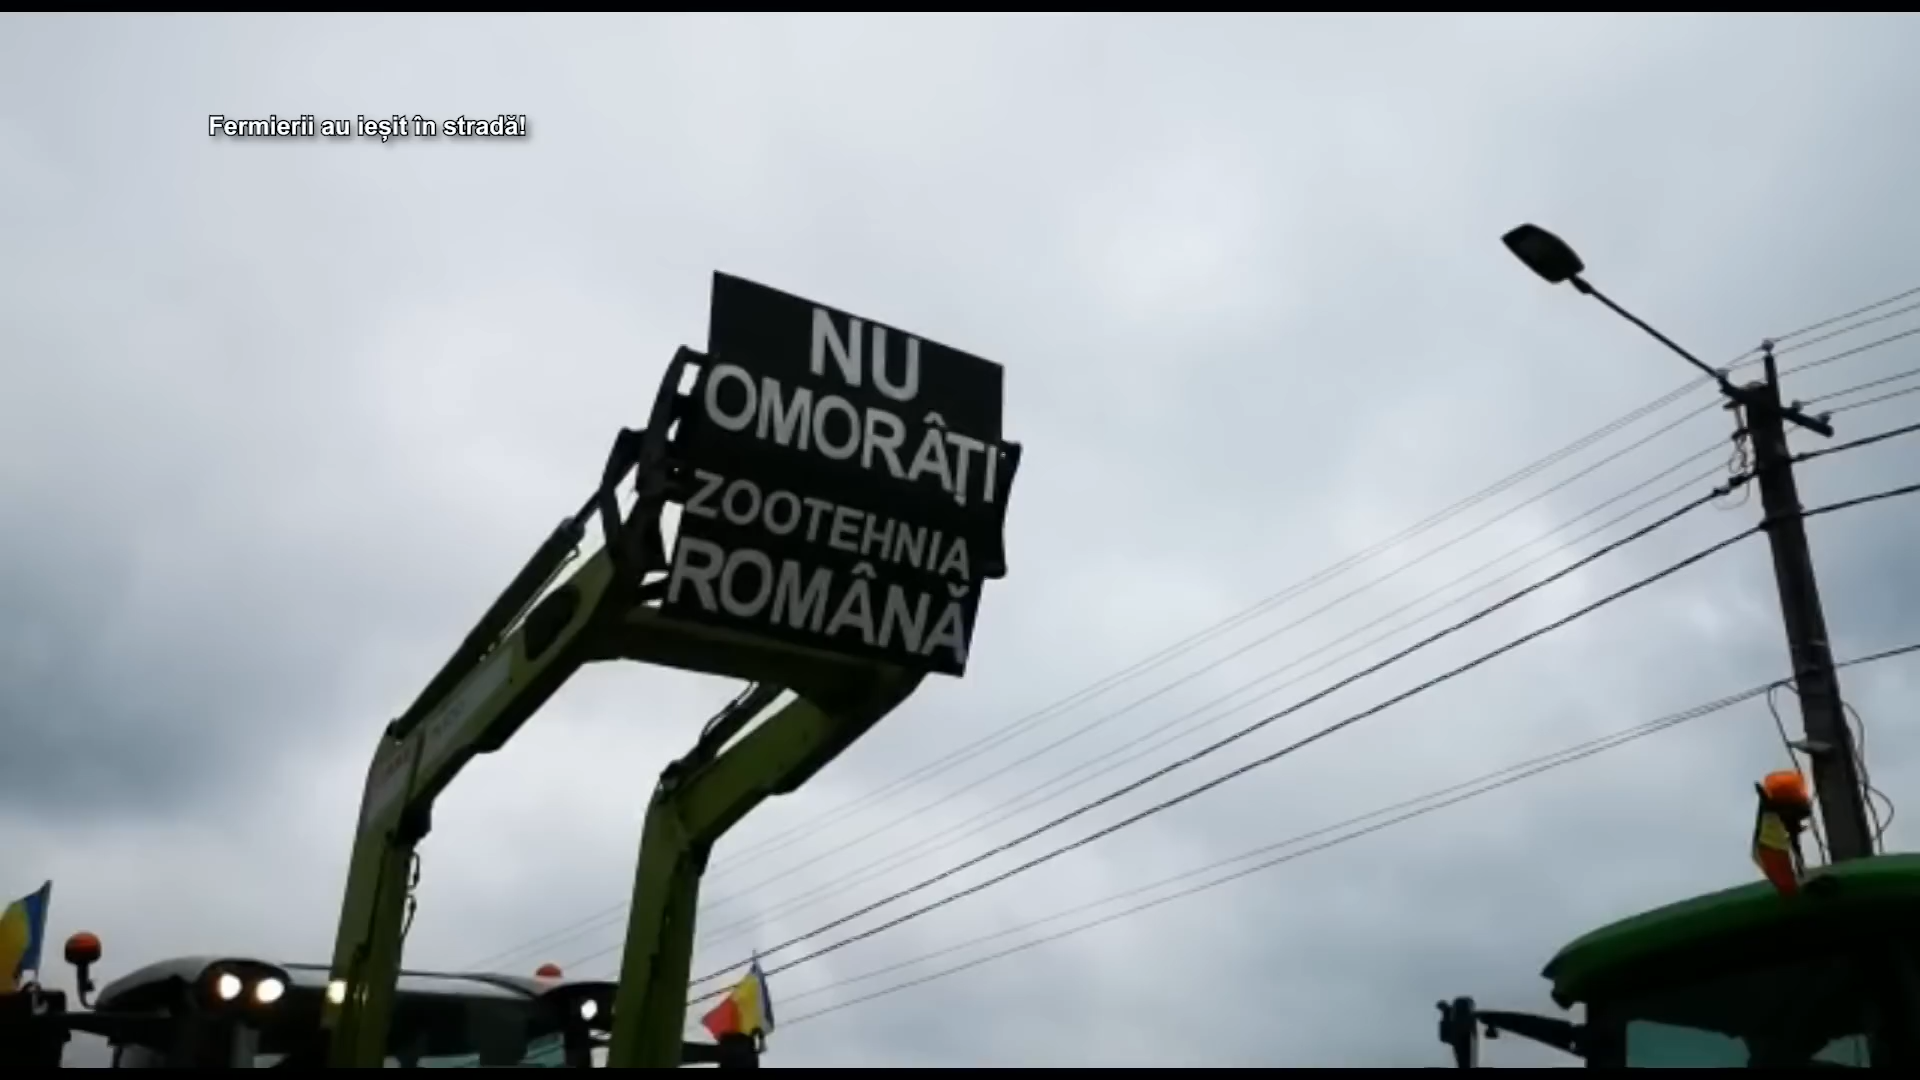 Fermierii au ieșit în stradă!
NU
OMORÂȚI
ZOOTEHNIA
ROMÂNĂ